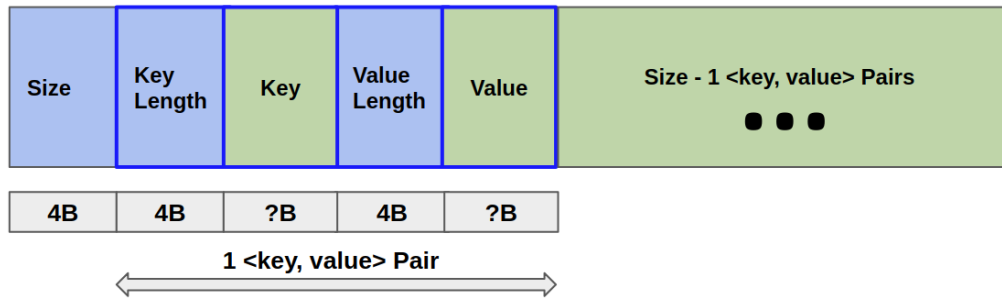 Size
Key
Length
Key
Value
Length
Value
Size - 1 <key, value> Pairs
4B
4B
?B
4B
?B
1 <key, value> Pair